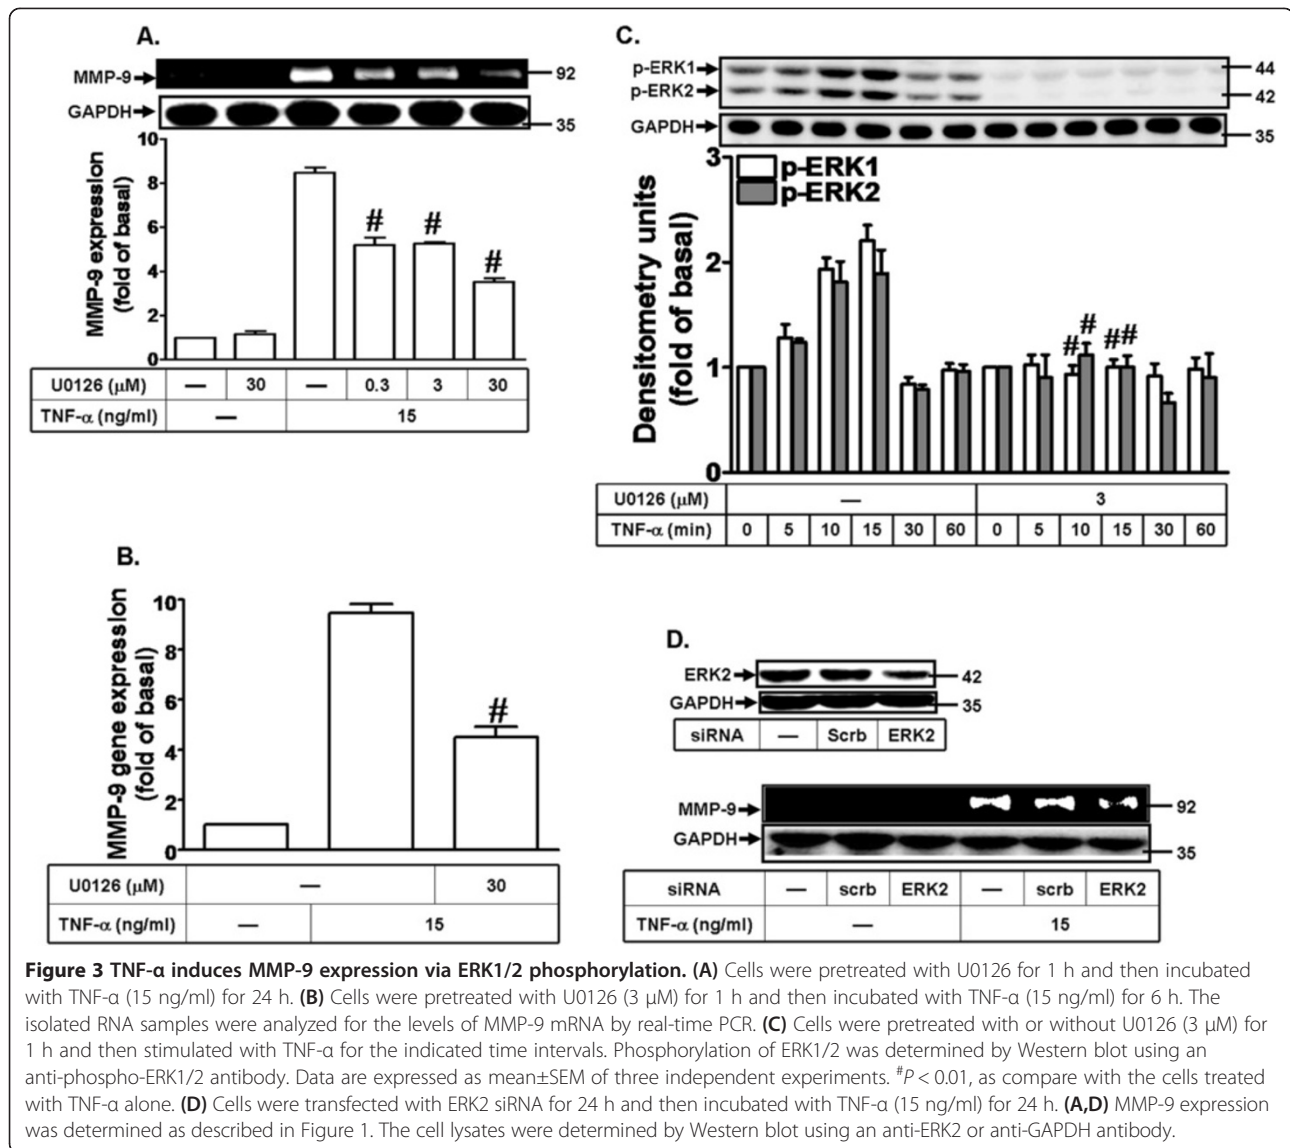 A.
MMP-9
92
GAPDH
35
MMP-9 expression
(fold of basal)
10
8
6
4
2
0
#
#
#
U0126 (μM) — 30 — 0.3 3 30
TNF-α (ng/ml) — 15
B.
MMP-9 gene expression
(fold of basal)
10
8
6
4
2
0
#
U0126 (μM) — 30
TNF-α (ng/ml) — 15
C.
p-ERK1
44
p-ERK2
42
GAPDH
35
Densitometry units
(fold of basal)
3
2
1
0
p-ERK1
p-ERK2
# # ##
U0126 (μM) — 3
TNF-α (min) 0 5 10 15 30 60 0 5 10 15 30 60
D.
ERK2
42
GAPDH
35
siRNA — Scrb ERK2
MMP-9
92
GAPDH
35
siRNA — scrb ERK2 — scrb ERK2
TNF-α (ng/ml) — 15
Figure 3 TNF-α induces MMP-9 expression via ERK1/2 phosphorylation. (A) Cells were pretreated with U0126 for 1 h and then incubated
with TNF-α (15 ng/ml) for 24 h. (B) Cells were pretreated with U0126 (3 μM) for 1 h and then incubated with TNF-α (15 ng/ml) for 6 h. The
isolated RNA samples were analyzed for the levels of MMP-9 mRNA by real-time PCR. (C) Cells were pretreated with or without U0126 (3 μM) for
1 h and then stimulated with TNF-α for the indicated time intervals. Phosphorylation of ERK1/2 was determined by Western blot using an
anti-phospho-ERK1/2 antibody. Data are expressed as mean±SEM of three independent experiments. #P < 0.01, as compare with the cells treated
with TNF-α alone. (D) Cells were transfected with ERK2 siRNA for 24 h and then incubated with TNF-α (15 ng/ml) for 24 h. (A,D) MMP-9 expression
was determined as described in Figure 1. The cell lysates were determined by Western blot using an anti-ERK2 or anti-GAPDH antibody.